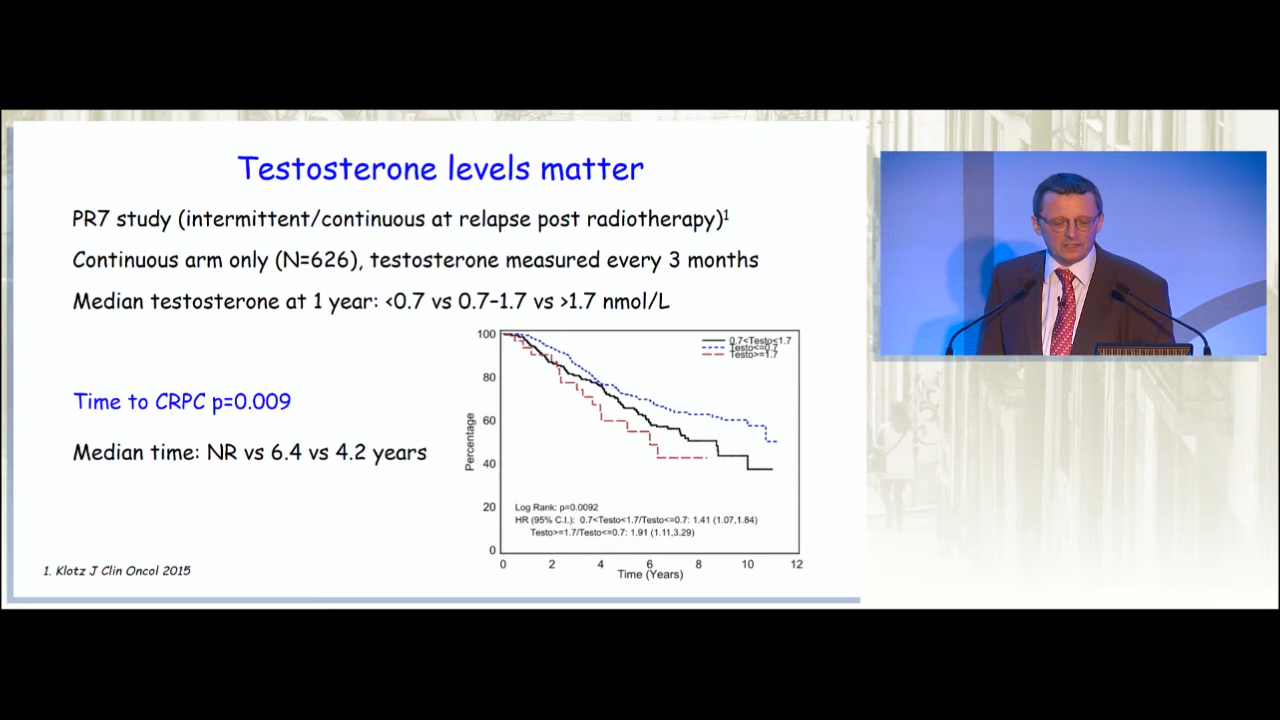 Testosterone levels matter
PR7 study (intermittent/continuous at relapse post radiotherapy)¹
Continuous arm only (N=626), testosterone measured every 3 months
Median testosterone at 1 year: <0.7 vs 0.7–1.7 vs >1.7 nmol/L
Time to CRPC p=0.009
Median time: NR vs 6.4 vs 4.2 years
100
80
60
40
20
0
Percentage
0.7<Testo≤1.7
Testo<=0.7
Testo>=1.7
Log Rank: p=0.0092
HR (95% C.I.): 0.7<Testo<1.7/Testo<=0.7: 1.41 (1.07,1.84)
Testo>=1.7/Testo<=0.7: 1.91 (1.11,3.29)
0 2 4 6 8 10 12
Time (Years)
1. Klotz J Clin Oncol 2015